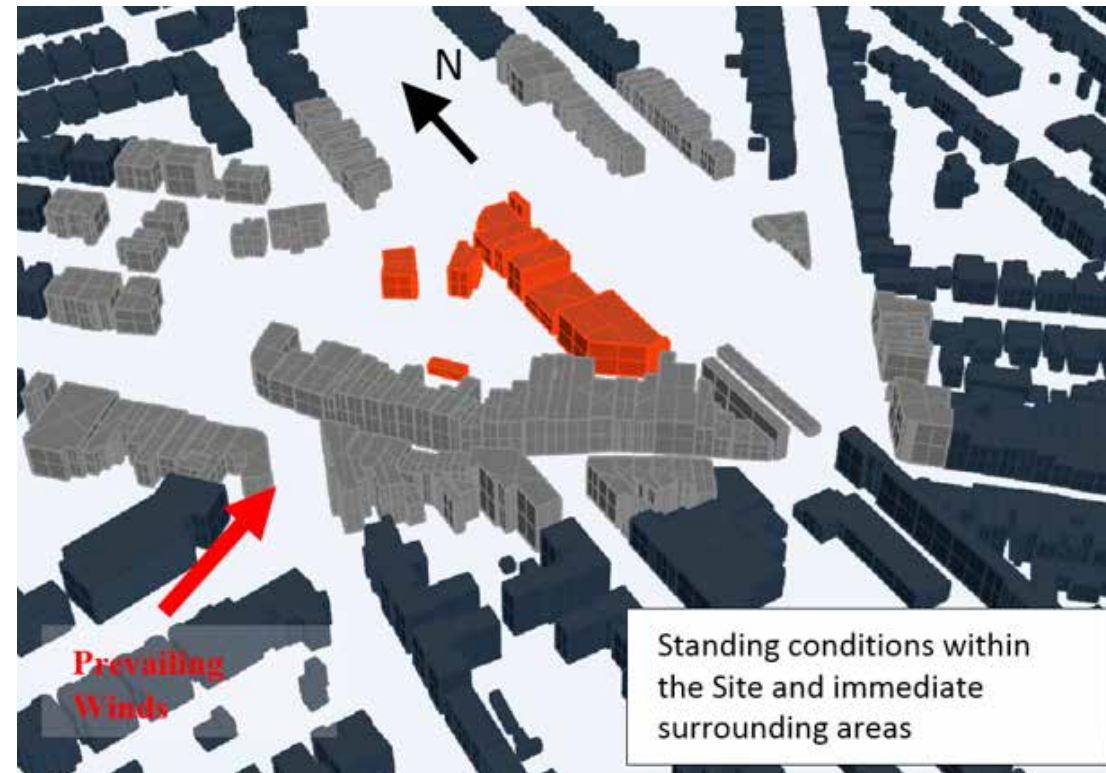 N
Prevailing
Winds
Standing conditions within
the Site and immediate
surrounding areas